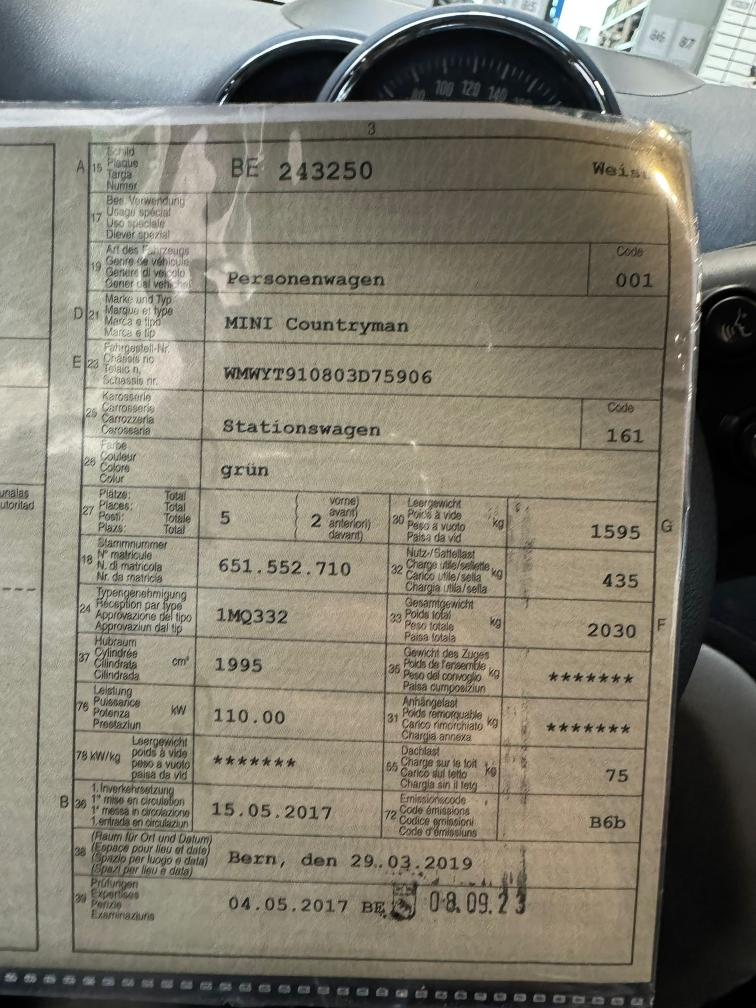 80 100 120 140
3
A 15 Schild
Plaque
Targa
Numer
BE 243250
17 Bes. Verwendung
Usage spécial
Uso speciale
Diever spezial
19 Art des Fahrzeugs
Genre de véhicule
Genere di veicolo
Gener dal vehichel
Personenwagen
Code
001
D 21 Marke und Typ
Marque et type
Marca e tipo
Marca e tip
MINI Countryman
E 23 Fahrgestell-Nr.
Châssis no
Telaio n.
Schassis nr.
WMWYT910803D75906
25 Karosserie
Carrosserie
Carrozzeria
Carossaria
Stationswagen
Code
161
26 Farbe
Couleur
Colore
Colur
grün
27 Plätze: Total
Places: Total
Posti: Totale
Plazs: Total
5
2 vorne)
avant)
anteriori)
davant)
30 Leergewicht
Poids à vide
Peso a vuoto
Paisa da vid
kg
1595
G
18 Stammnummer
N° matricule
N. di matricola
Nr. da matricla
651.552.710
32 Nutz-/Sattellast
Charge utile/sellette
Carico utile/sella
Chargia utila/sella
kg
435
24 Typengenehmigung
Réception par type
Approvazione del tipo
Approvaziun dal tip
1MQ332
33 Gesamtgewicht
Poids total
Peso totale
Paisa totala
kg
2030
F
37 Hubraum
Cylindrée
Cilindrata
Cilindrada
cm³
1995
35 Gewicht des Zuges
Poids de l'ensemble
Peso del convoglio
Paisa cumposiziun
kg
*******
76 Leistung
Puissance
Potenza
Prestaziun
kW
110.00
31 Anhängelast
Poids remorquable
Carico rimorchiato
Chargia annexa
kg
*******
78 kW/kg
Leergewicht
poids à vide
peso a vuoto
paisa da vid
*******
55 Dachlast
Charge sur le toit
Carico sul tetto
Chargia sin il tetg
kg
75
B 36 1. Inverkehrsetzung
1re mise en circulation
1a messa in circolazione
1. entrada en circulaziun
15.05.2017
72 Emissionscode
Code émissions
Codice emissioni
Code d'emissiuns
B6b
38 (Raum für Ort und Datum)
(Espace pour lieu et date)
(Spazio per luogo e data)
(Spazi per lieu e data)
Bern, den 29.03.2019
39 Prüfungen
Expertises
Perizie
Examinaziuns
04.05.2017 BE
08.09.23